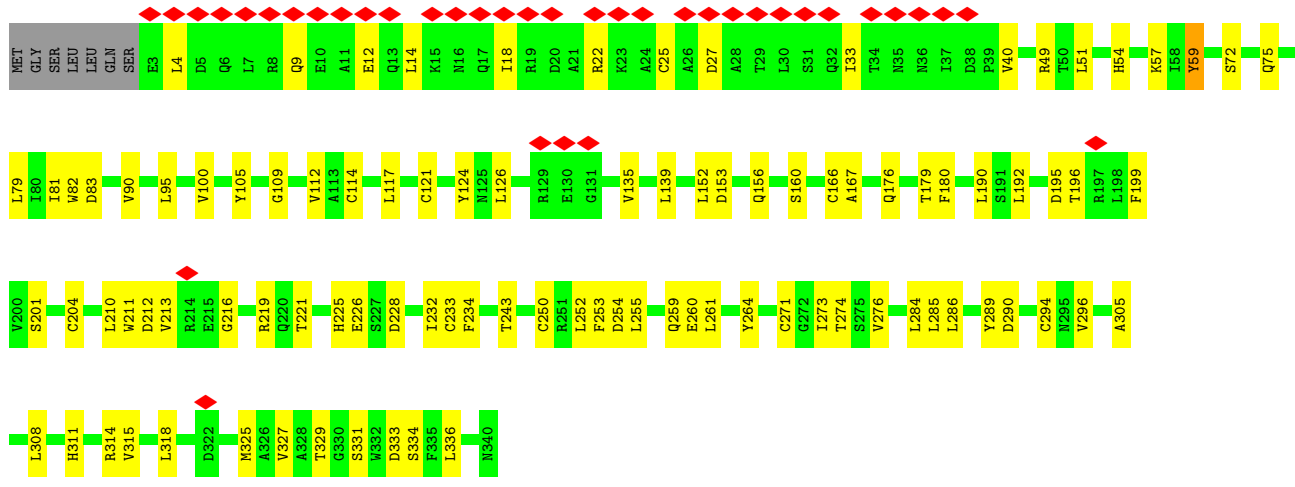 MET GLY SER LEU LEU GLN SER E3 L4 D5 Q6 L7 R8 Q9 E10 A11 E12 Q13 L14 K15 N16 Q17 I18 R19 D20 A21 R22 K23 A24 C25 A26 D27 A28 T29 L30 S31 Q32 I33 T34 N35 N36 I37 D38 P39 V40 R49 T50 L51 H54 K57 I58 Y59 S72 Q75
L79 I80 I81 W82 D83 V90 L95 V100 Y105 G109 V112 A113 C114 L117 C121 Y124 N125 L126 R129 E130 G131 V135 L139 L152 D153 Q156 S160 C166 A167 Q176 T179 F180 L190 S191 L192 D195 T196 R197 L198 F199
V200 S201 C204 L210 W211 D212 V213 R214 E215 G216 R219 Q220 T221 H225 E226 S227 D228 I232 C233 F234 T243 C250 R251 L252 F253 D254 L255 Q259 E260 L261 Y264 C271 G272 I273 T274 S275 V276 L284 L285 L286 Y289 D290 C294 N295 V296 A305
L308 H311 R314 V315 L318 D322 M325 A326 V327 A328 T329 G330 S331 W332 D333 S334 F335 L336 N340